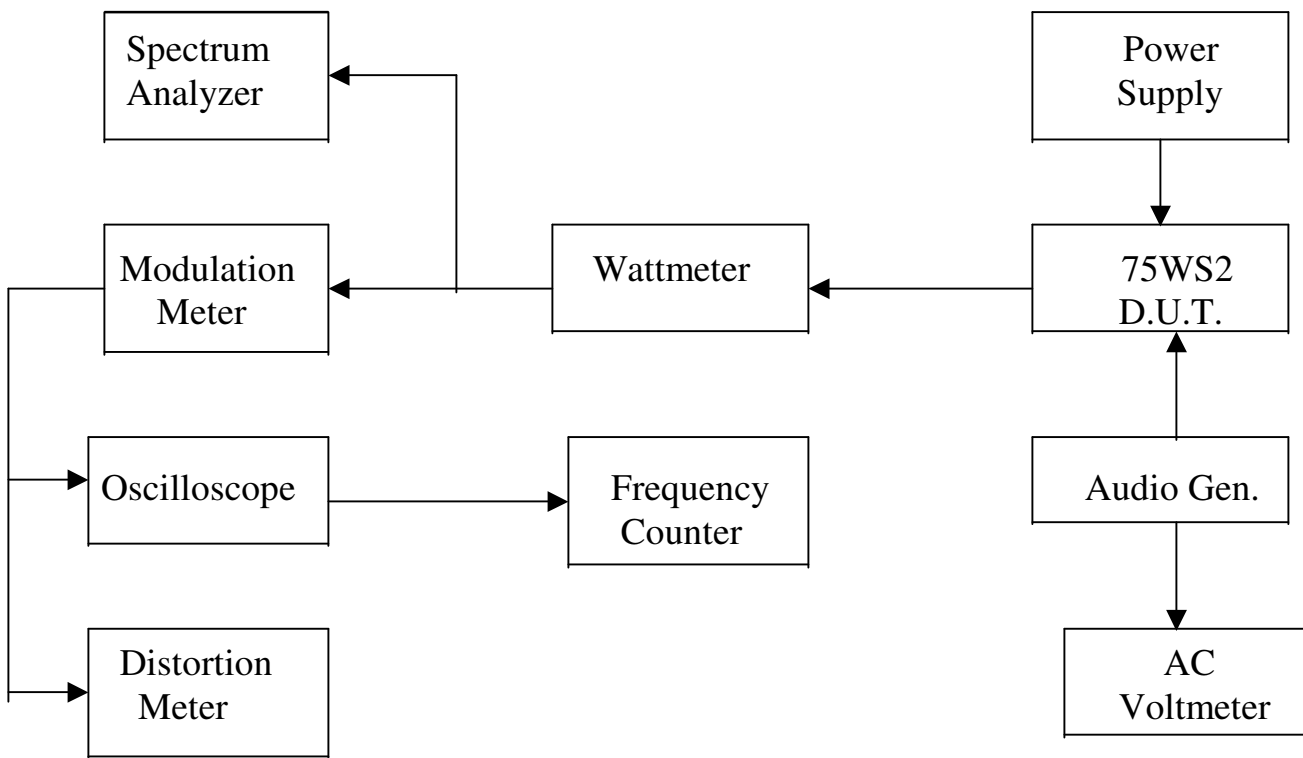 Spectrum
Analyzer
Power
Supply
Modulation
Meter
Wattmeter
75WS2
D.U.T.
Oscilloscope
Frequency
Counter
Audio Gen.
Distortion
Meter
AC
Voltmeter